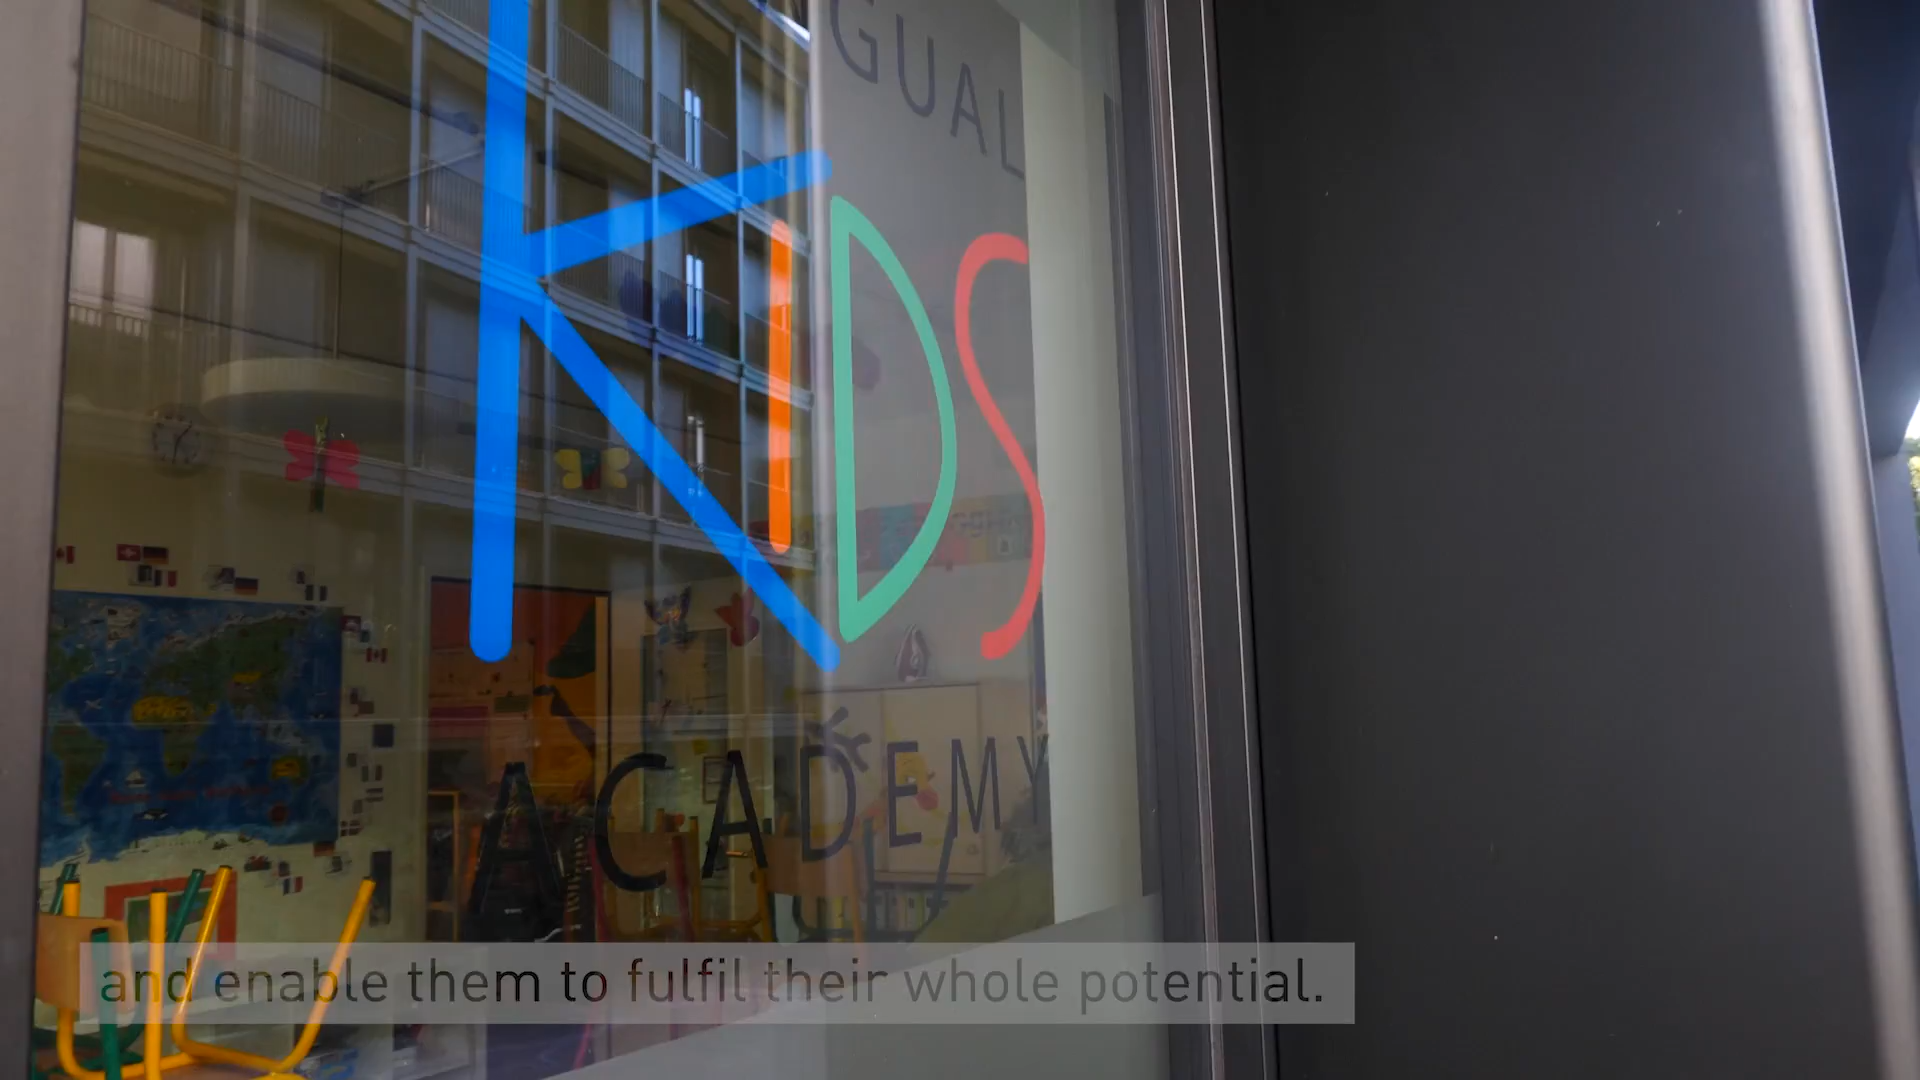 GUAL
KIDS
ACADEMY
and enable them to fulfil their whole potential.